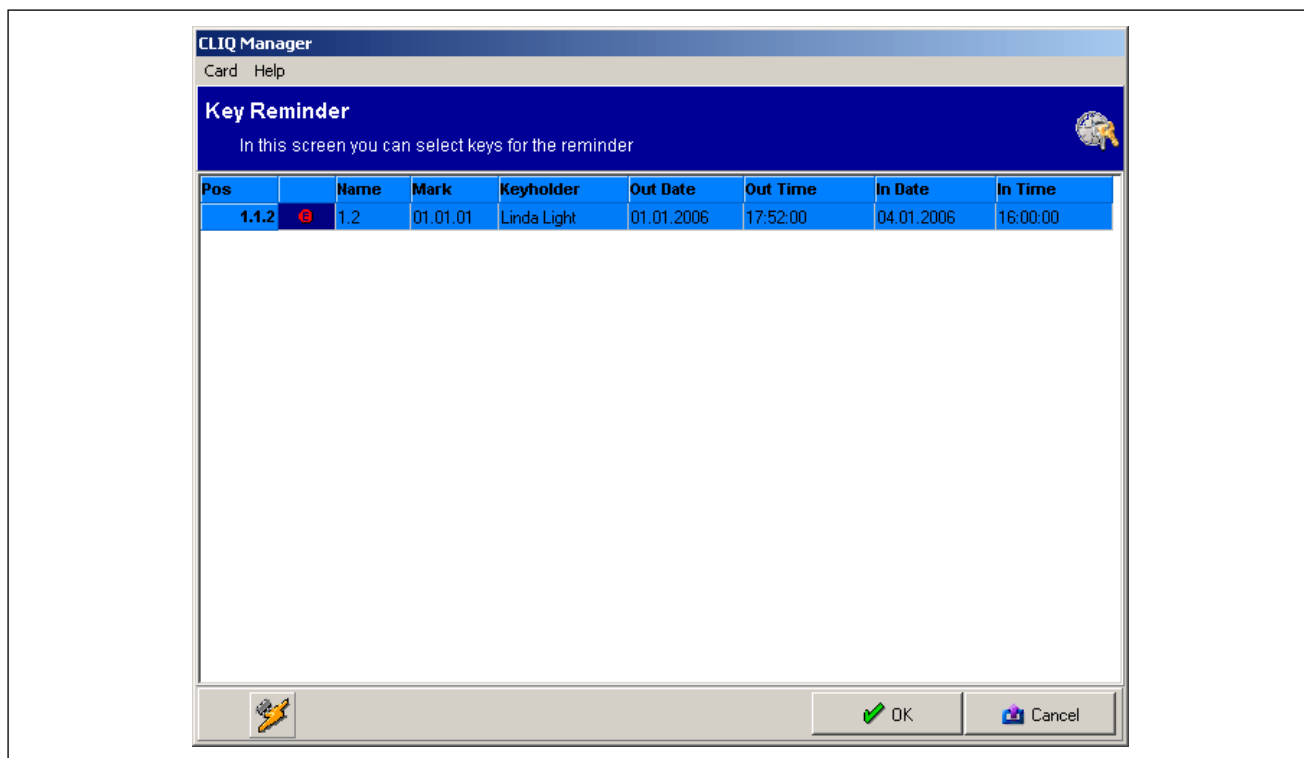 CLIQ Manager
Card Help
Key Reminder
In this screen you can select keys for the reminder
Pos Name Mark Keyholder Out Date Out Time In Date In Time
1.1.2 E 1.2 01.01.01 Linda Light 01.01.2006 17:52:00 04.01.2006 16:00:00
OK Cancel